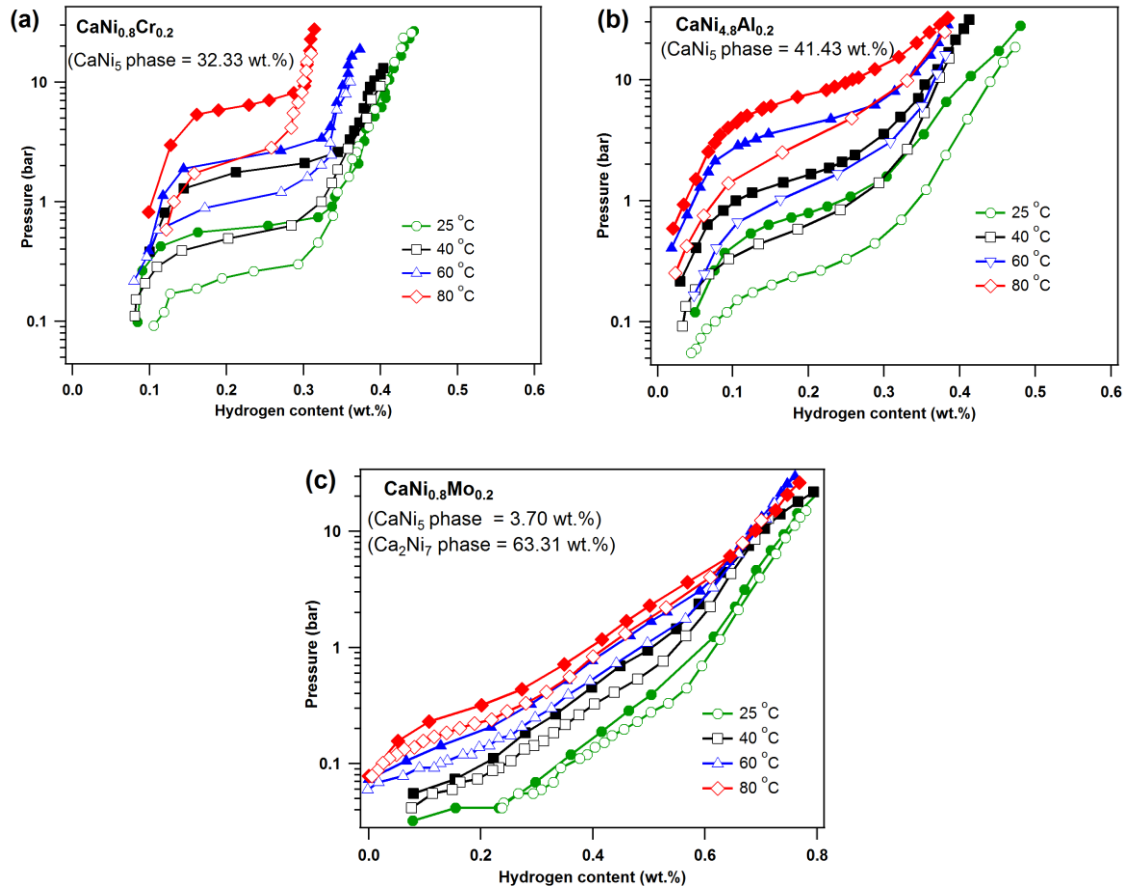 (a)
CaNi0.8Cr0.2
(CaNi5 phase = 32.33 wt.%)
10
1
0.1
Pressure (bar)
25 °C
40 °C
60 °C
80 °C
0.0 0.1 0.2 0.3 0.4 0.5 0.6
Hydrogen content (wt.%)
(b)
CaNi4.8Al0.2
(CaNi5 phase = 41.43 wt.%)
10
1
0.1
Pressure (bar)
25 °C
40 °C
60 °C
80 °C
0.0 0.1 0.2 0.3 0.4 0.5 0.6
Hydrogen content (wt.%)
(c)
CaNi0.8Mo0.2
(CaNi5 phase = 3.70 wt.%)
(Ca2Ni7 phase = 63.31 wt.%)
10
1
0.1
Pressure (bar)
25 °C
40 °C
60 °C
80 °C
0.0 0.2 0.4 0.6 0.8
Hydrogen content (wt.%)